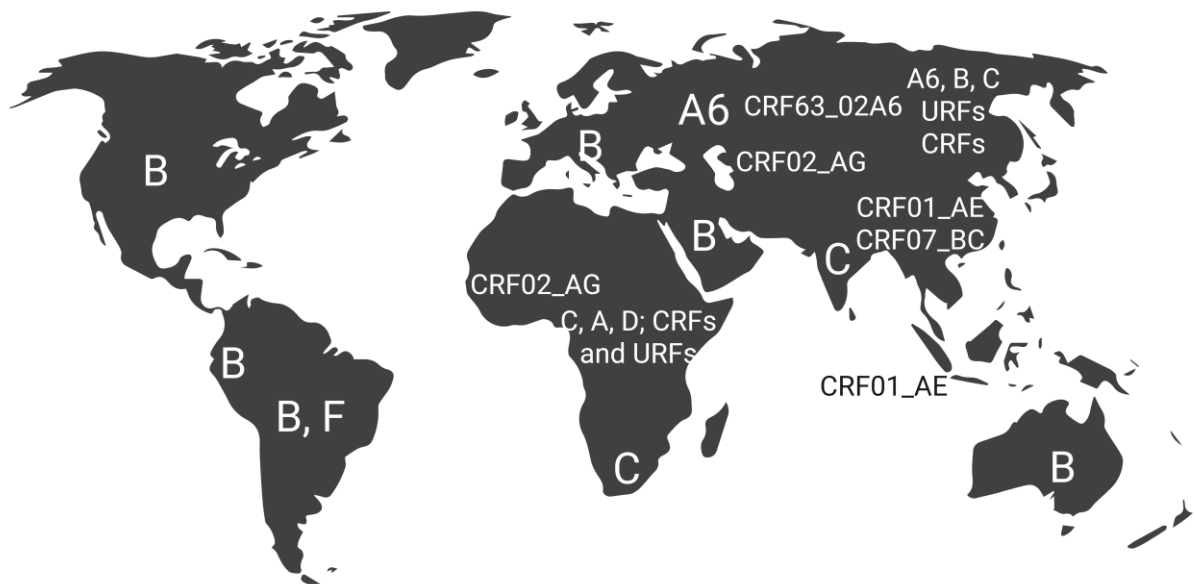 A6, B, C
URFs
CRFs
A6
CRF63_02A6
B
B
CRF02_AG
CRF01_AE
CRF07_BC
B
C
CRF02_AG
C, A, D; CRFs
and URFs
B
CRF01_AE
B, F
C
B